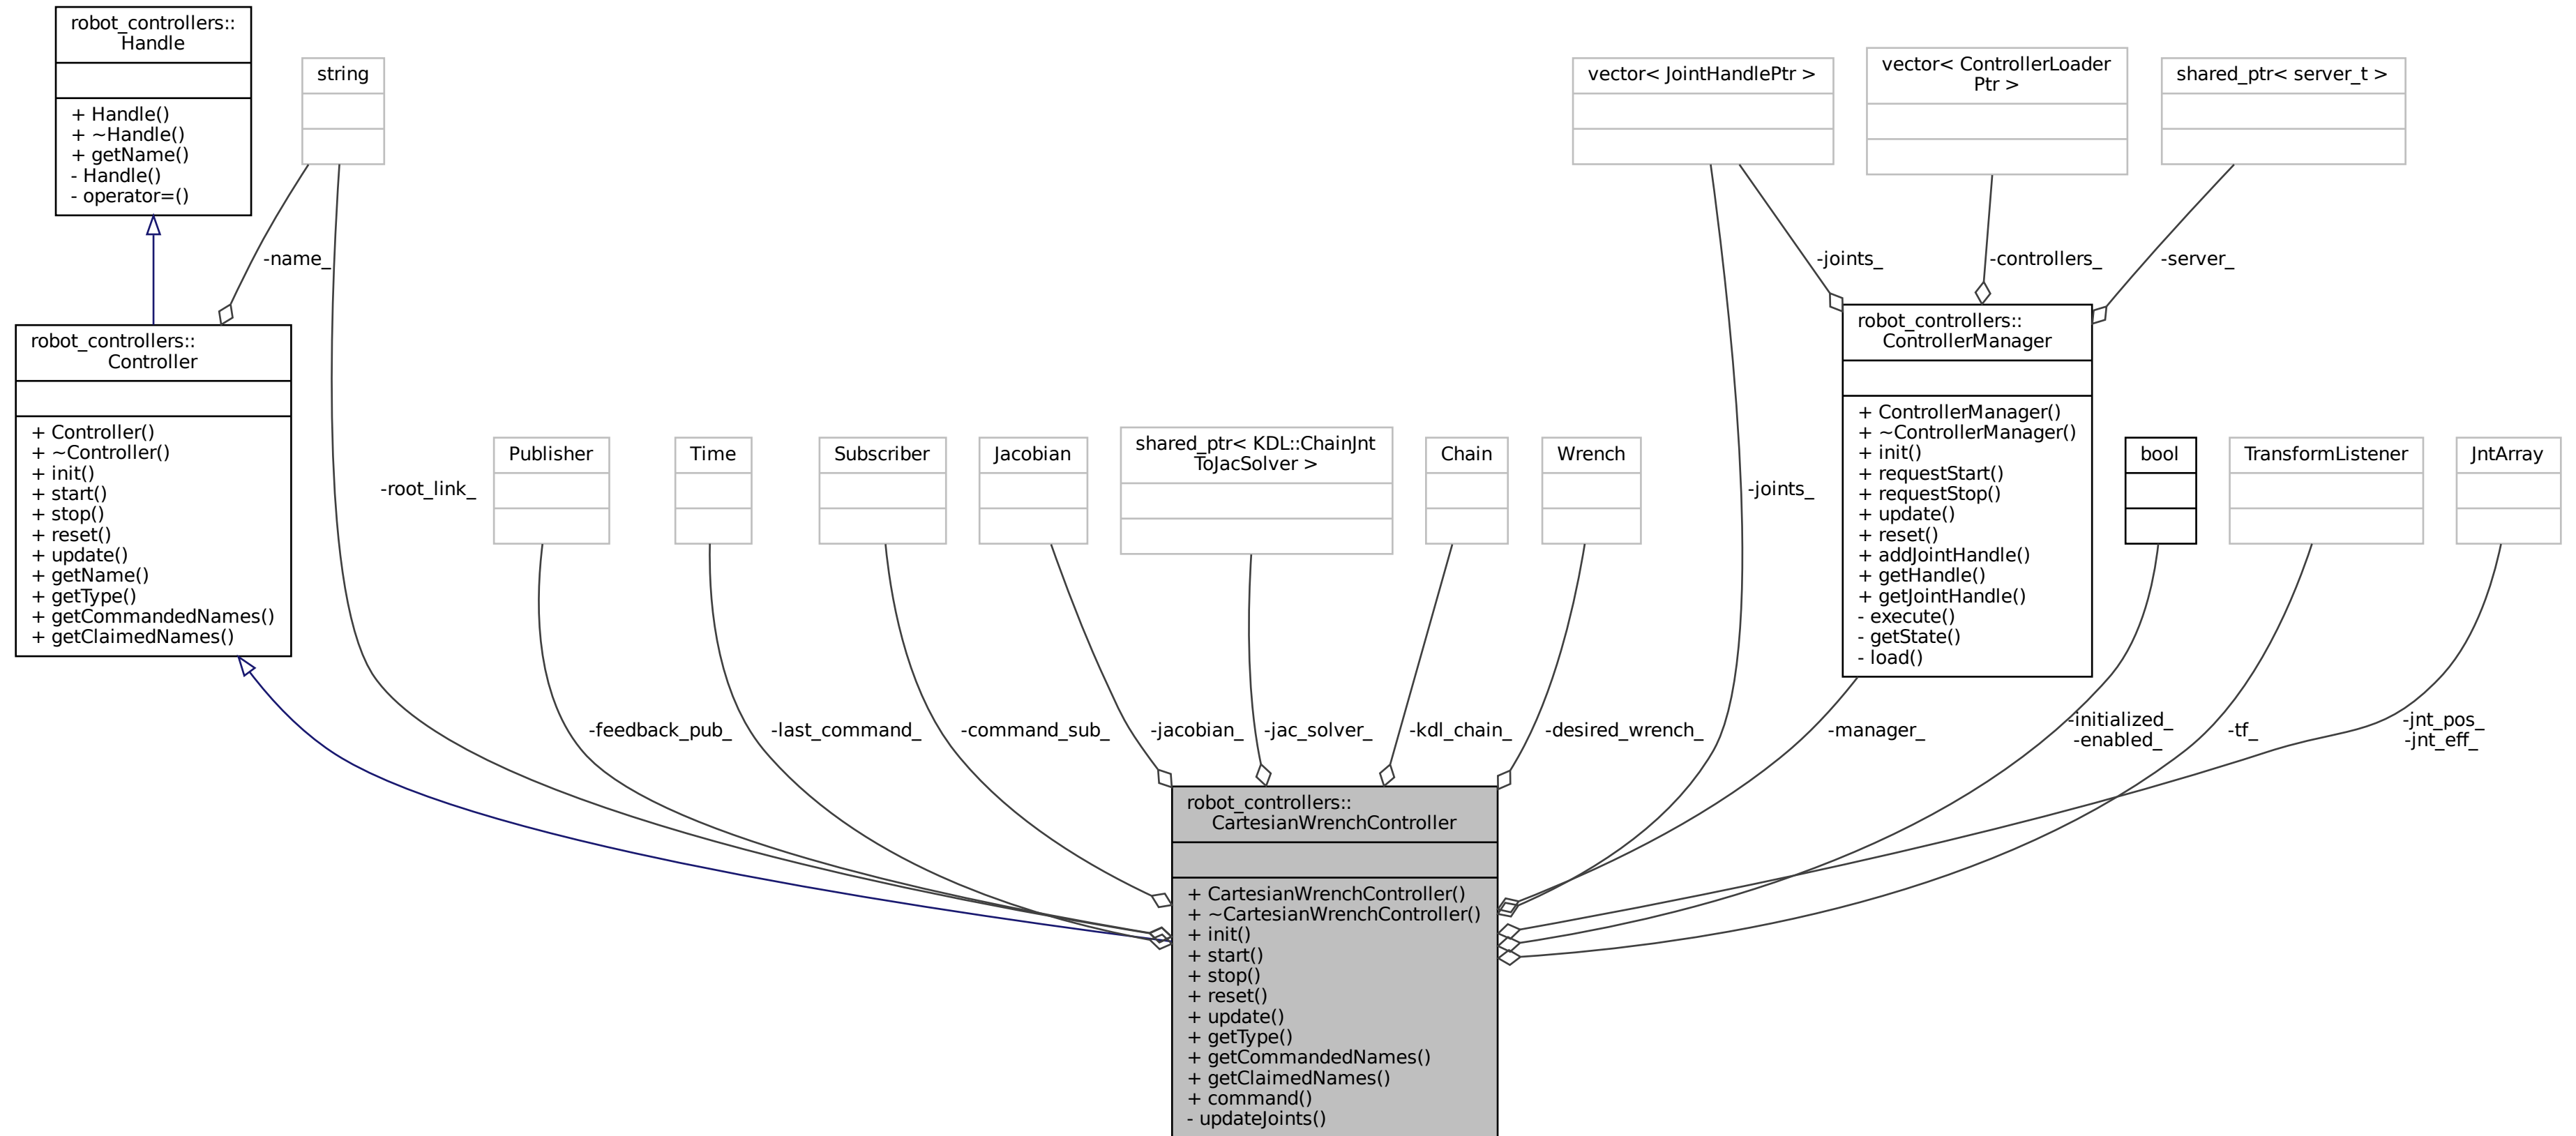 robot_controllers::
Handle
+ Handle()
+ ~Handle()
+ getName()
- Handle()
- operator=()
string
vector< JointHandlePtr >
vector< ControllerLoader
Ptr >
shared_ptr< server_t >
-name_
-joints_
-controllers_
-server_
robot_controllers::
Controller
+ Controller()
+ ~Controller()
+ init()
+ start()
+ stop()
+ reset()
+ update()
+ getName()
+ getType()
+ getCommandedNames()
+ getClaimedNames()
-root_link_
Publisher
Time
Subscriber
Jacobian
shared_ptr< KDL::ChainJnt
ToJacSolver >
Chain
Wrench
-joints_
robot_controllers::
ControllerManager
+ ControllerManager()
+ ~ControllerManager()
+ init()
+ requestStart()
+ requestStop()
+ update()
+ reset()
+ addJointHandle()
+ getHandle()
+ getJointHandle()
- execute()
- getState()
- load()
bool
TransformListener
JntArray
-feedback_pub_
-last_command_
-command_sub_
-jacobian_
-jac_solver_
-kdl_chain_
-desired_wrench_
-manager_
-initialized_
-enabled_
-tf_
-jnt_pos_
-jnt_eff_
robot_controllers::
CartesianWrenchController
+ CartesianWrenchController()
+ ~CartesianWrenchController()
+ init()
+ start()
+ stop()
+ reset()
+ update()
+ getType()
+ getCommandedNames()
+ getClaimedNames()
+ command()
- updateJoints()